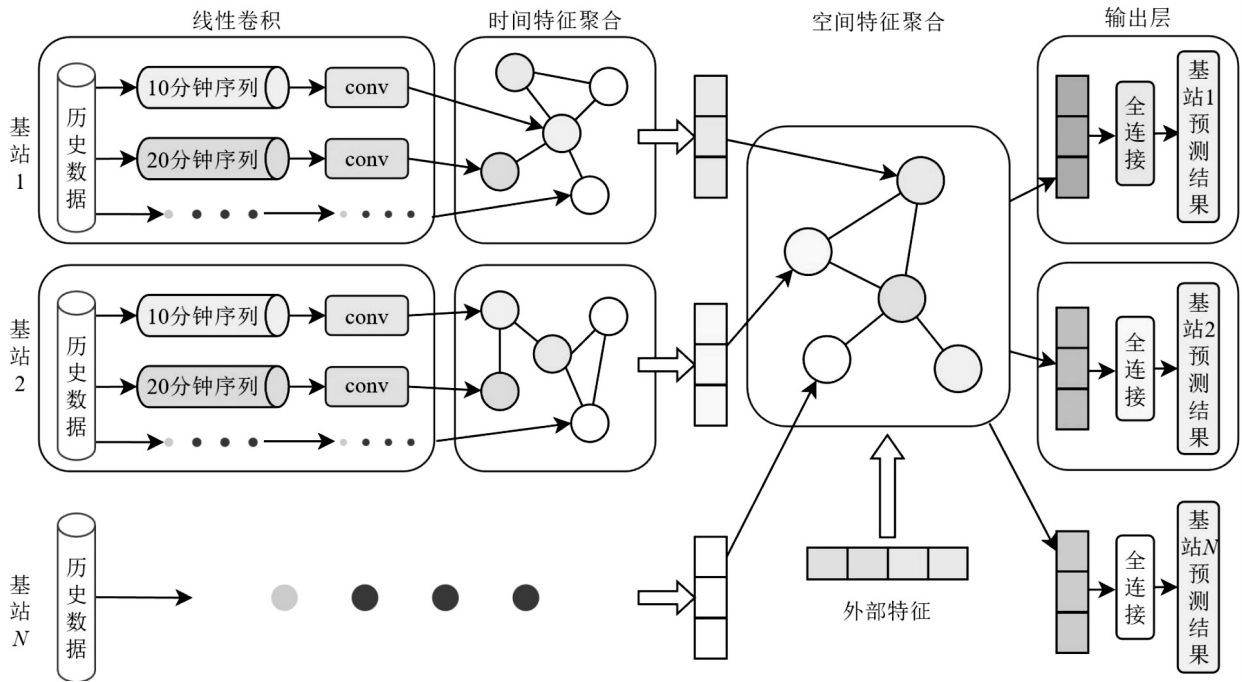 线性卷积
时间特征聚合
空间特征聚合
输出层
基站1
历史数据
10分钟序列
conv
20分钟序列
conv
全连接
基站1预测结果
基站2
历史数据
10分钟序列
conv
20分钟序列
conv
全连接
基站2预测结果
基站N
历史数据
外部特征
全连接
基站N预测结果